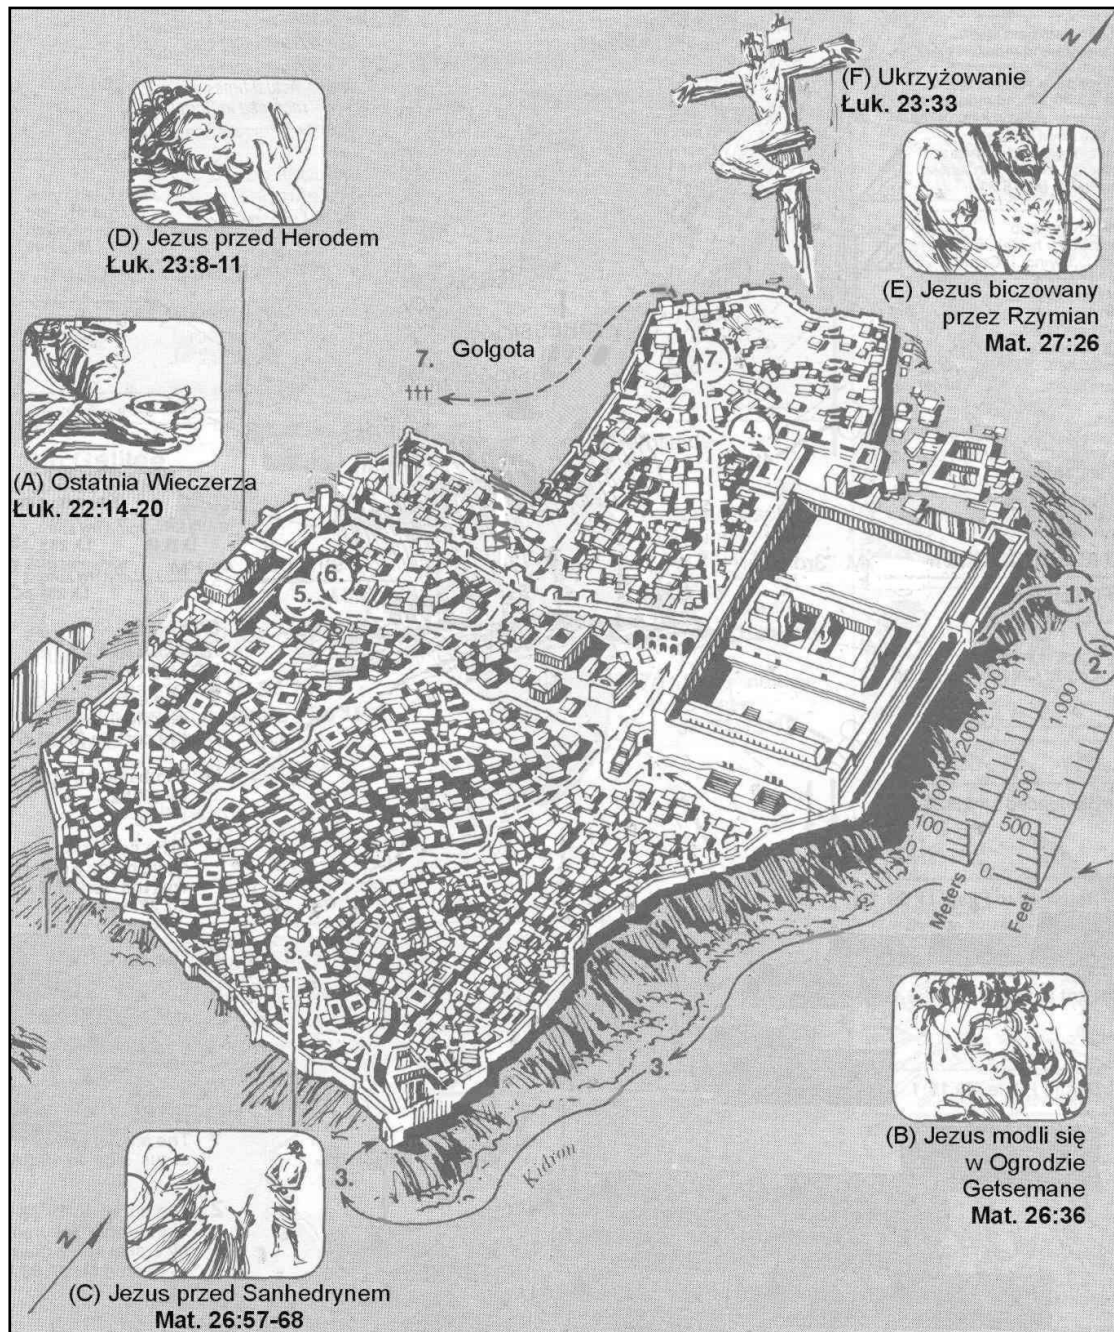 N
(F) Ukrzyżowanie
Łuk. 23:33
(D) Jezus przed Herodem
Łuk. 23:8-11
(E) Jezus biczowany
przez Rzymian
Mat. 27:26
7.
Golgota
7.
4.
(A) Ostatnia Wieczerza
Łuk. 22:14-20
6.
5.
1.
2.
300
1,000
200
100
500
100
500
0
0
Meters
Feet
1.
1.
3.
3.
3.
Kidron
(B) Jezus modli się
w Ogrodzie
Getsemane
Mat. 26:36
N
(C) Jezus przed Sanhedrynem
Mat. 26:57-68